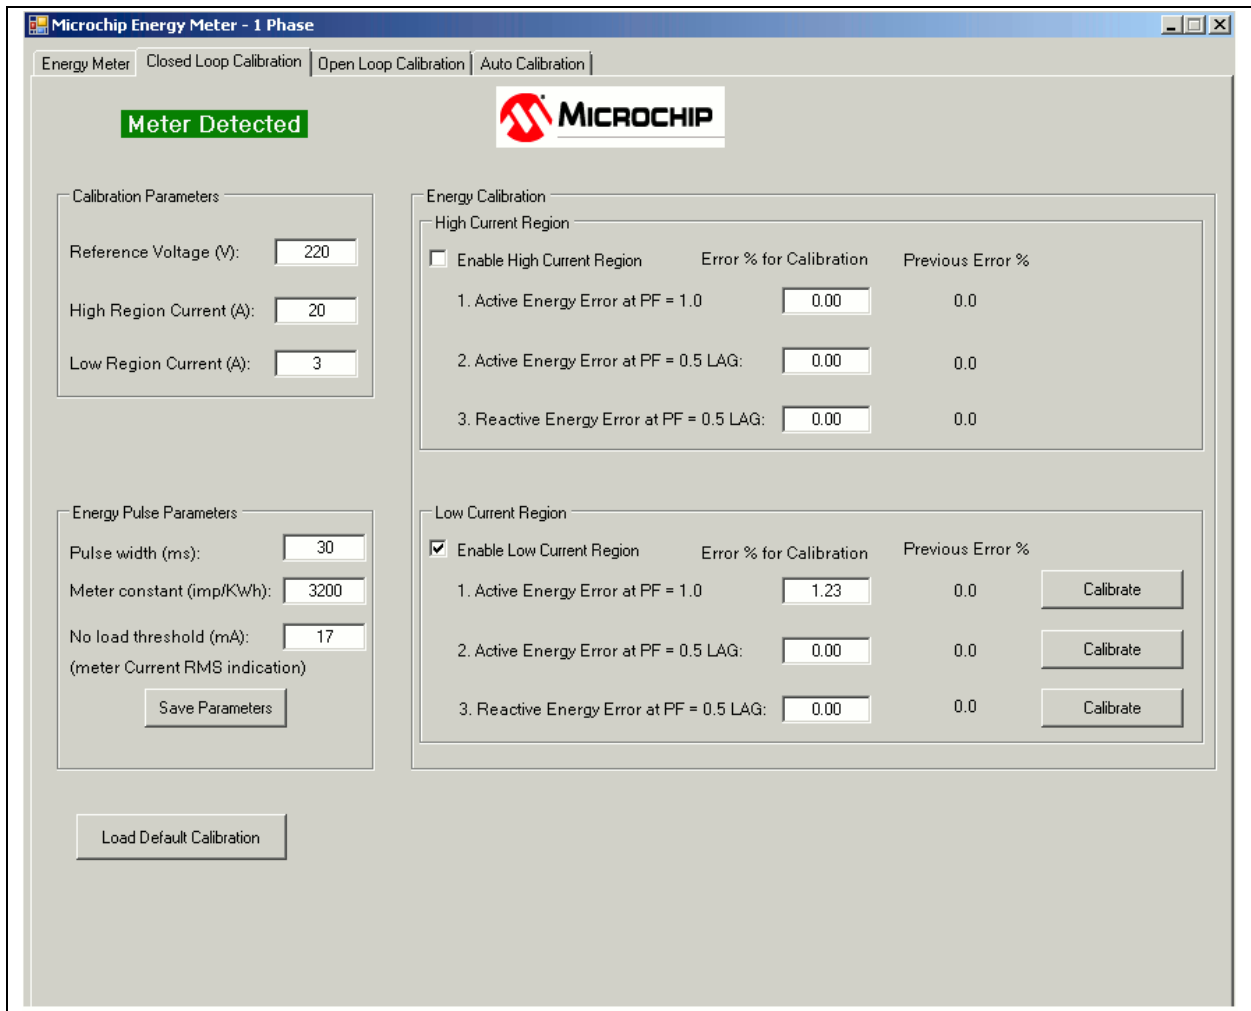 Microchip Energy Meter - 1 Phase
Energy Meter Closed Loop Calibration Open Loop Calibration Auto Calibration
Meter Detected
MICROCHIP
Calibration Parameters
Reference Voltage (V): 220
High Region Current (A): 20
Low Region Current (A): 3
Energy Pulse Parameters
Pulse width (ms): 30
Meter constant (imp/KWh): 3200
No load threshold (mA): 17
(meter Current RMS indication)
Save Parameters
Load Default Calibration
Energy Calibration
High Current Region
Enable High Current Region Error % for Calibration Previous Error %
1. Active Energy Error at PF = 1.0 0.00 0.0
2. Active Energy Error at PF = 0.5 LAG: 0.00 0.0
3. Reactive Energy Error at PF = 0.5 LAG: 0.00 0.0
Low Current Region
Enable Low Current Region Error % for Calibration Previous Error %
1. Active Energy Error at PF = 1.0 1.23 0.0 Calibrate
2. Active Energy Error at PF = 0.5 LAG: 0.00 0.0 Calibrate
3. Reactive Energy Error at PF = 0.5 LAG: 0.00 0.0 Calibrate